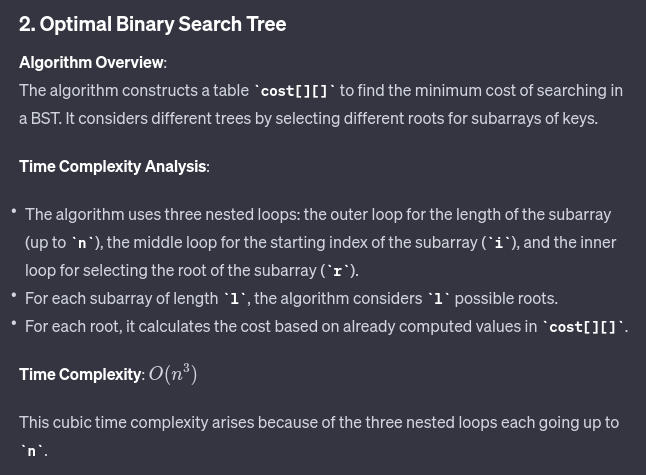 2. Optimal Binary Search Tree
Algorithm Overview:
The algorithm constructs a table `cost[][]` to find the minimum cost of searching in
a BST. It considers different trees by selecting different roots for subarrays of keys.
Time Complexity Analysis:
• The algorithm uses three nested loops: the outer loop for the length of the subarray
(up to `n`), the middle loop for the starting index of the subarray (`i`), and the inner
loop for selecting the root of the subarray (`r`).
• For each subarray of length `l`, the algorithm considers `l` possible roots.
• For each root, it calculates the cost based on already computed values in `cost[][]`.
Time Complexity: O(n³)
This cubic time complexity arises because of the three nested loops each going up to
`n`.